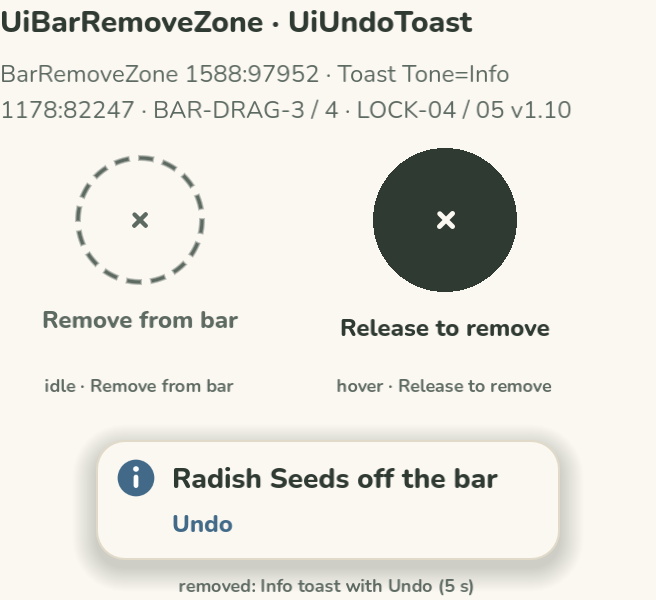 UiBarRemoveZone · UiUndoToast
BarRemoveZone 1588:97952 · Toast Tone=Info
1178:82247 · BAR-DRAG-3 / 4 · LOCK-04 / 05 v1.10
Remove from bar
Release to remove
idle · Remove from bar
hover · Release to remove
Radish Seeds off the bar
Undo
removed: Info toast with Undo (5 s)